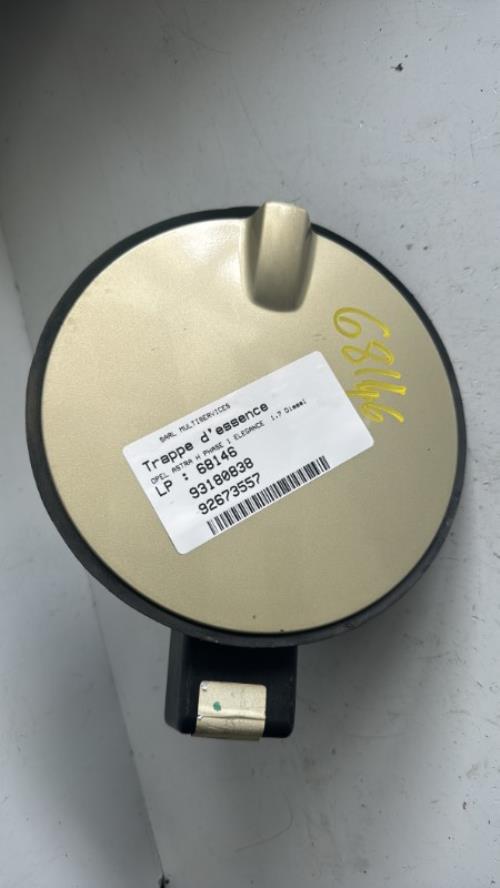 68146
SARL MULTISERVICES
Trappe d'essence
OPEL ASTRA H PHASE 1 ELEGANCE 1.7 Diesel
LP : 68146
93180838
92673557